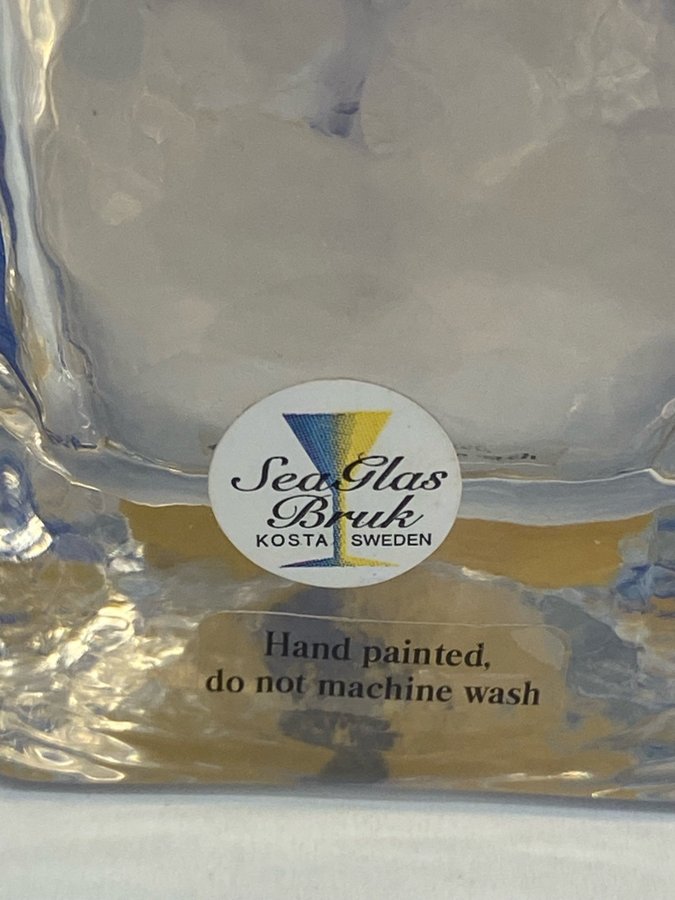 SeaGlas
Bruk
KOSTA SWEDEN
Hand painted,
do not machine wash